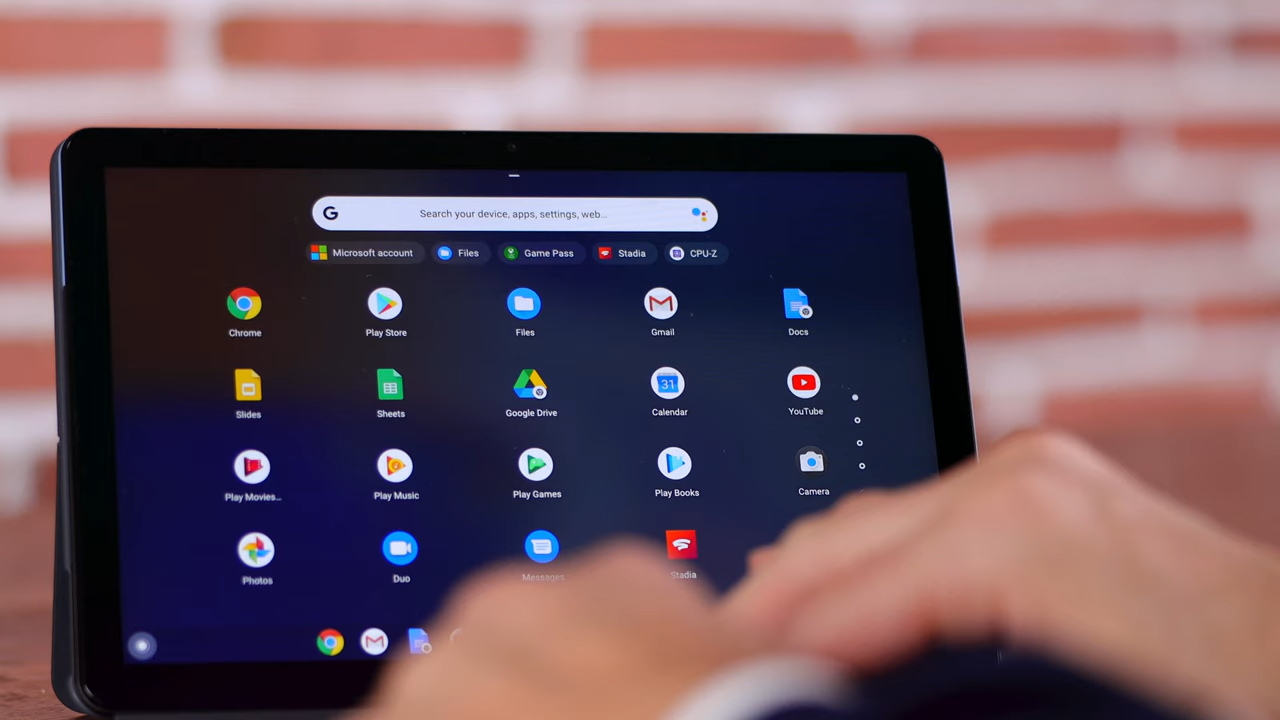 G Search your device, apps, settings, web...
Microsoft account Files Game Pass Stadia CPU-Z
Chrome Play Store Files Gmail Docs
31
Slides Sheets Google Drive Calendar YouTube
Play Movies... Play Music Play Games Play Books Camera
Photos Duo Messages Stadia